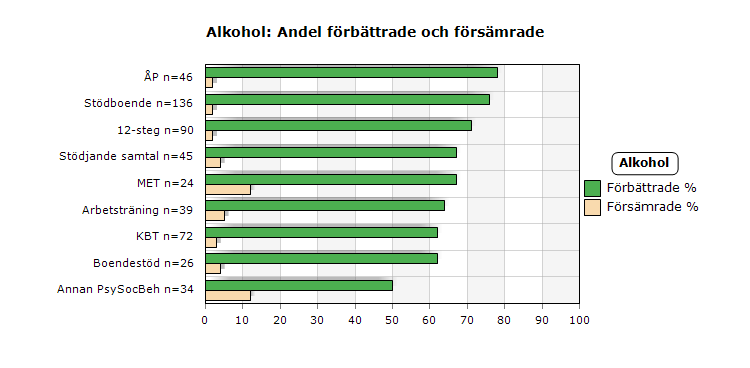 Alkohol: Andel förbättrade och försämrade
ÅP n=46
Stödboende n=136
12-steg n=90
Stödjande samtal n=45
MET n=24
Arbetsträning n=39
KBT n=72
Boendestöd n=26
Annan PsySocBeh n=34
0 10 20 30 40 50 60 70 80 90 100
Alkohol
Förbättrade %
Försämrade %